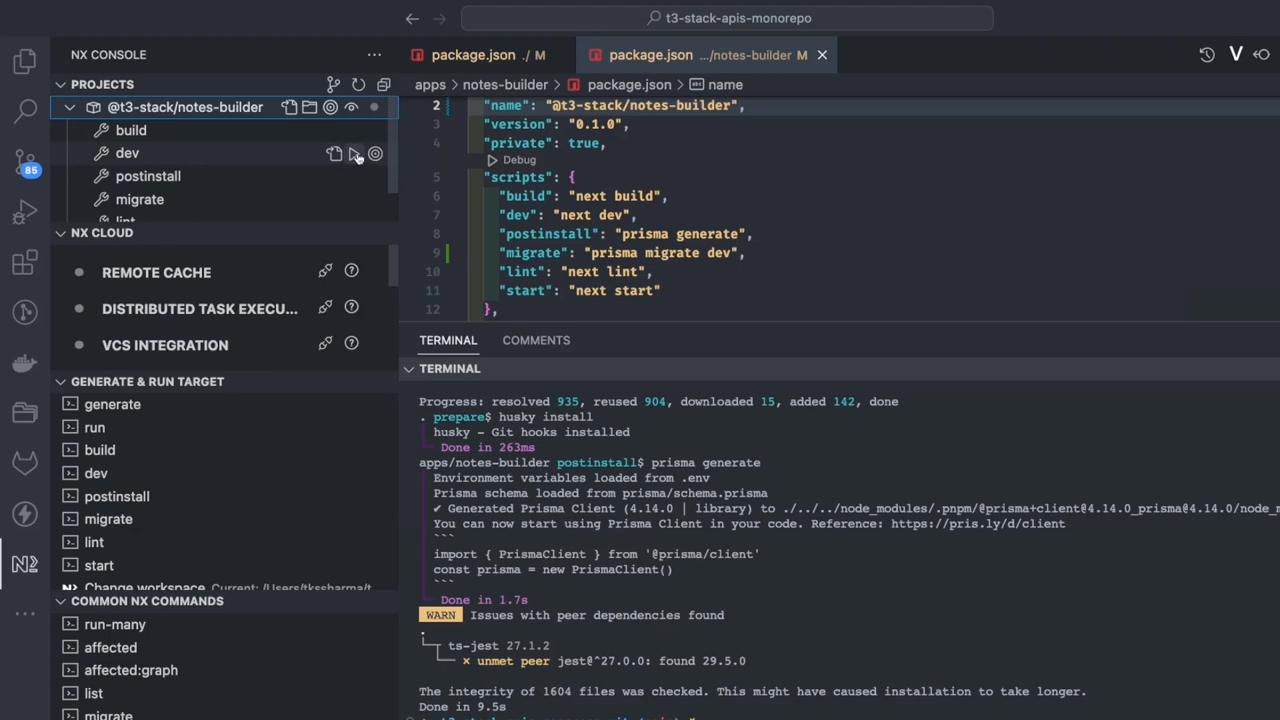 t3-stack-apis-monorepo
NX CONSOLE
package.json ./ M
package.json .../notes-builder M
PROJECTS
apps > notes-builder > package.json > name
@t3-stack/notes-builder
build
dev
postinstall
migrate
lint
85
2 "name": "@t3-stack/notes-builder",
3 "version": "0.1.0",
4 "private": true,
Debug
5 "scripts": {
6 "build": "next build",
7 "dev": "next dev",
8 "postinstall": "prisma generate",
9 "migrate": "prisma migrate dev",
10 "lint": "next lint",
11 "start": "next start"
12 },
NX CLOUD
REMOTE CACHE
DISTRIBUTED TASK EXECU...
VCS INTEGRATION
GENERATE & RUN TARGET
generate
run
build
dev
postinstall
migrate
lint
start
Change workspace Current: /Users/tkssharma/t
COMMON NX COMMANDS
run-many
affected
affected:graph
list
migrate
TERMINAL COMMENTS
TERMINAL
Progress: resolved 935, reused 904, downloaded 15, added 142, done
. prepare$ husky install
husky - Git hooks installed
Done in 263ms
apps/notes-builder postinstall$ prisma generate
Environment variables loaded from .env
Prisma schema loaded from prisma/schema.prisma
✔ Generated Prisma Client (4.14.0 | library) to ./../../node_modules/.pnpm/@prisma+client@4.14.0_prisma@4.14.0/node_m
You can now start using Prisma Client in your code. Reference: https://pris.ly/d/client
```
import { PrismaClient } from '@prisma/client'
const prisma = new PrismaClient()
```
Done in 1.7s
WARN Issues with peer dependencies found
.
ts-jest 27.1.2
✕ unmet peer jest@^27.0.0: found 29.5.0
The integrity of 1604 files was checked. This might have caused installation to take longer.
Done in 9.5s